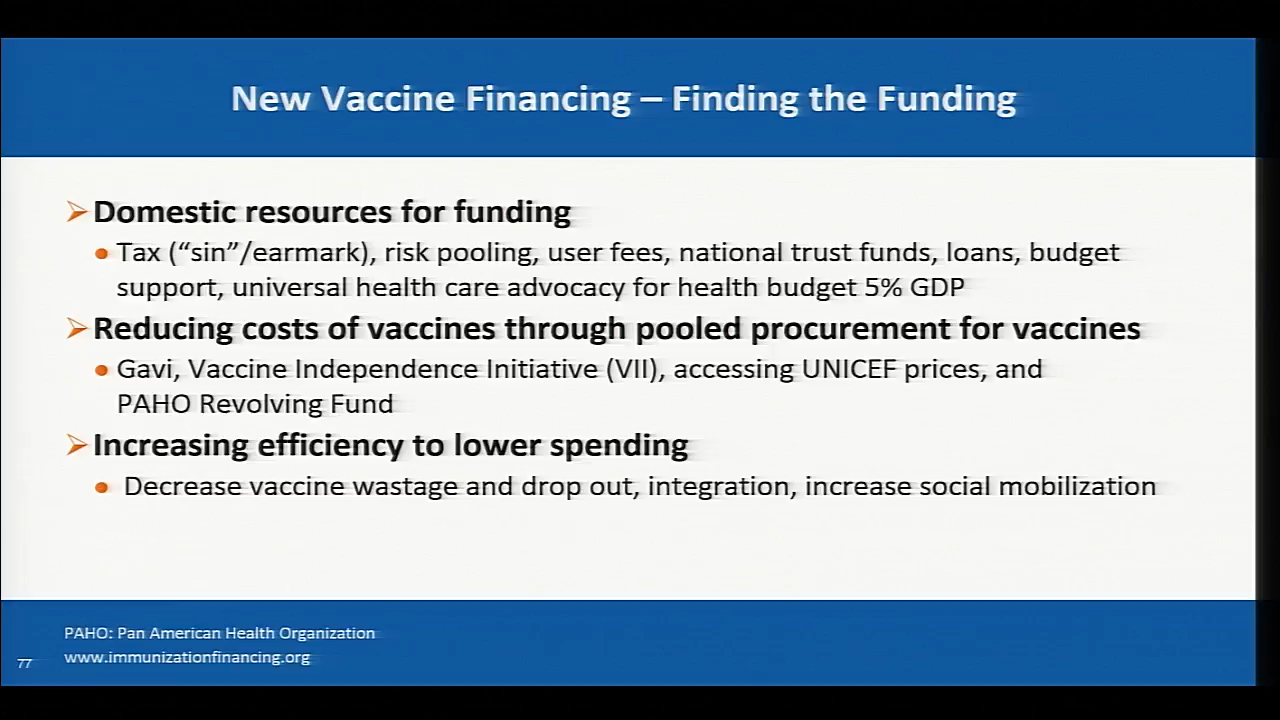 New Vaccine Financing – Finding the Funding
Domestic resources for funding
Tax (“sin”/earmark), risk pooling, user fees, national trust funds, loans, budget
support, universal health care advocacy for health budget 5% GDP
Reducing costs of vaccines through pooled procurement for vaccines
Gavi, Vaccine Independence Initiative (VII), accessing UNICEF prices, and
PAHO Revolving Fund
Increasing efficiency to lower spending
Decrease vaccine wastage and drop out, integration, increase social mobilization
PAHO: Pan American Health Organization
www.immunizationfinancing.org
77